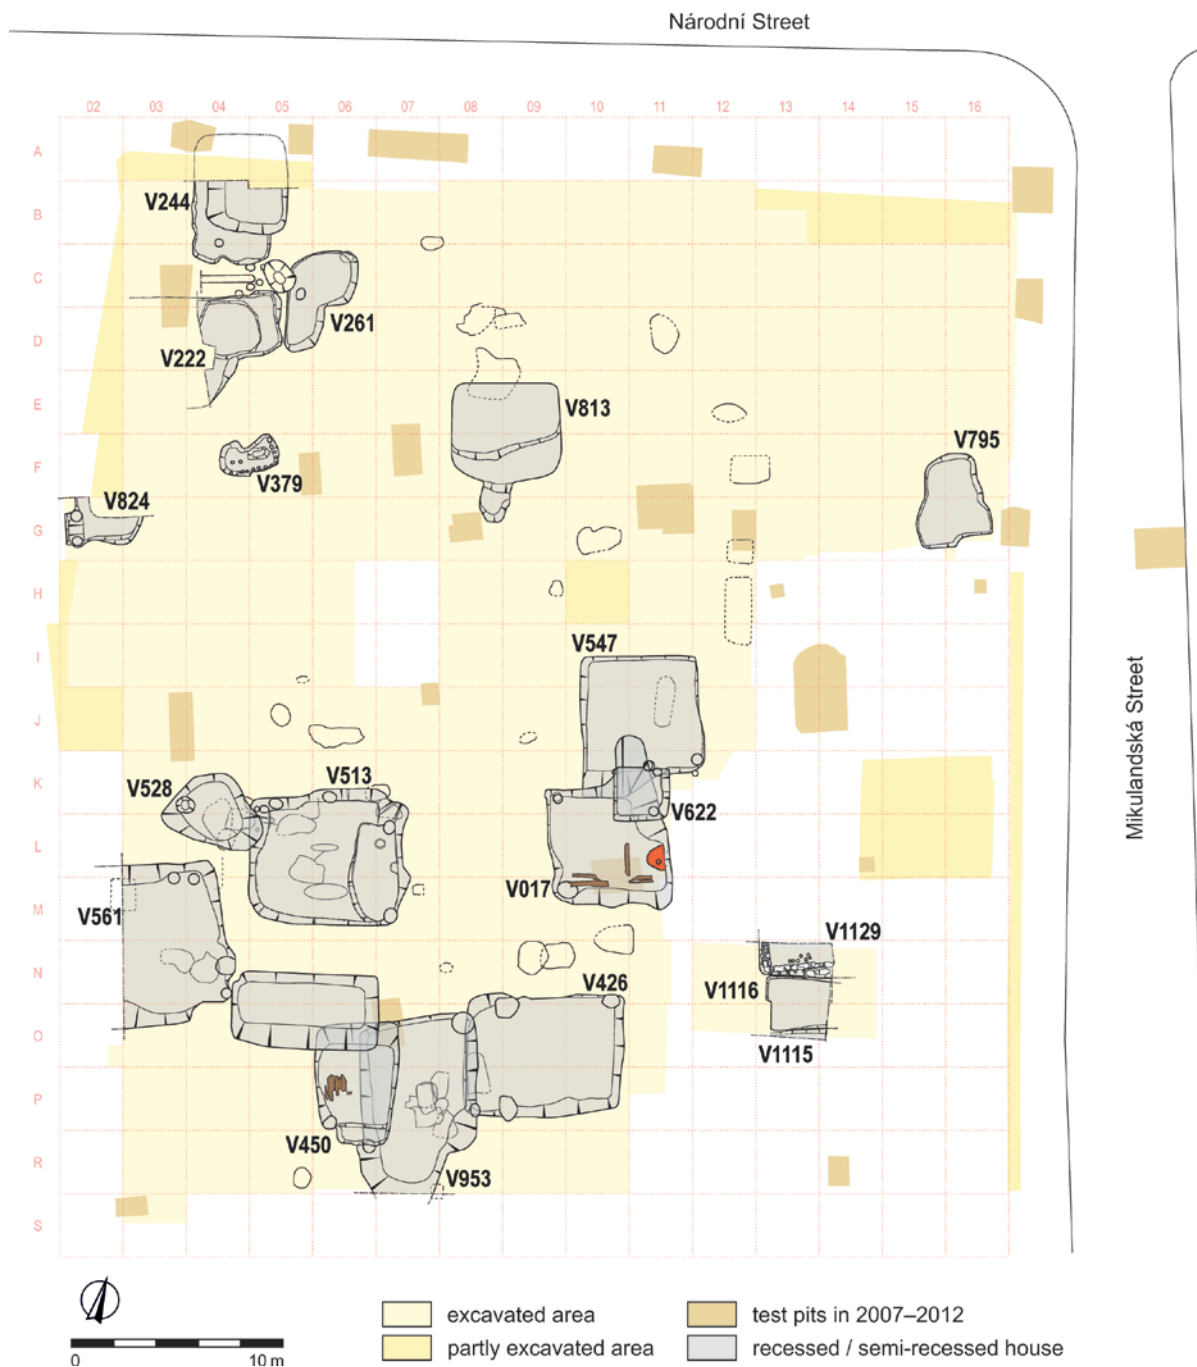 Národní Street
02 03 04 05 06 07 08 09 10 11 12 13 14 15 16
A
V244
B
C
V261
D
V222
E
V813
V795
F
V379
V824
G
H
V547
I
Mikulandská Street
J
V528
V513
K
V622
L
V017
V561
M
V1129
N
V426
V1116
O
V1115
P
V450
V953
R
S
0 10 m
excavated area
partly excavated area
test pits in 2007–2012
recessed / semi-recessed house